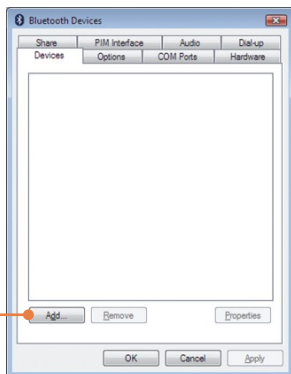 Bluetooth Devices
Share PIM Interface Audio Dial-up
Devices Options COM Ports Hardware
Add... Remove Properties
OK Cancel Apply